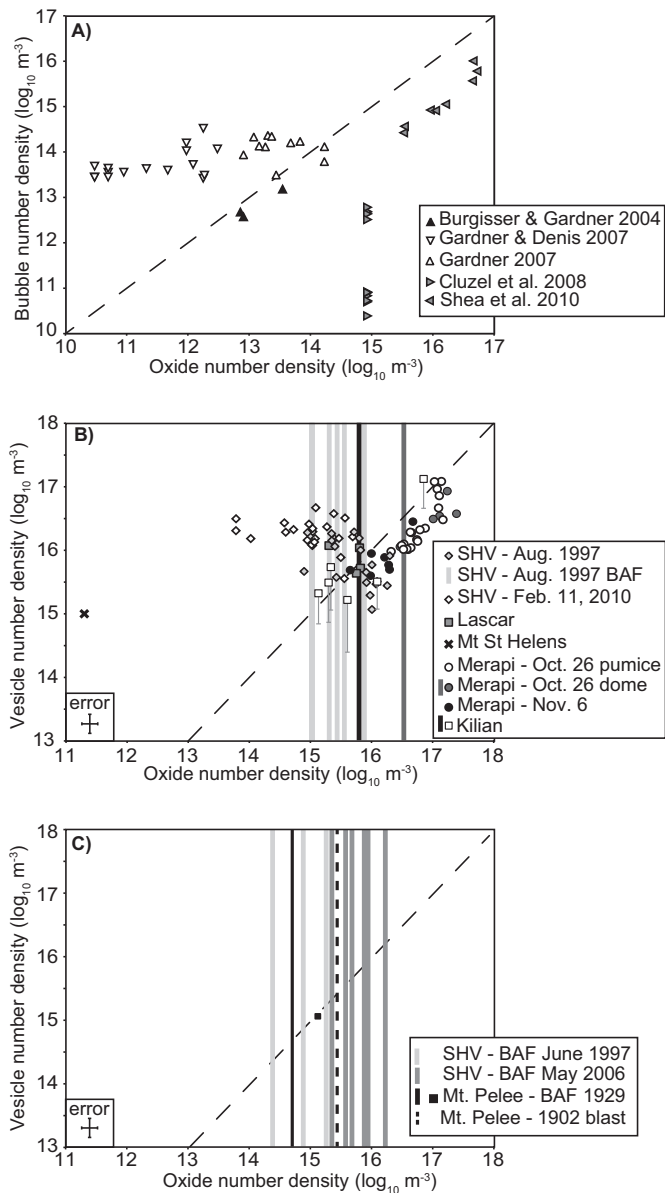 A)
17
16
15
14
13
12
11
10
Bubble number density (log10 m-3)
10 11 12 13 14 15 16 17
Oxide number density (log10 m-3)
Burgisser & Gardner 2004
Gardner & Denis 2007
Gardner 2007
Cluzel et al. 2008
Shea et al. 2010
B)
18
17
16
15
14
13
Vesicle number density (log10 m-3)
error
11 12 13 14 15 16 17 18
Oxide number density (log10 m-3)
SHV - Aug. 1997
SHV - Aug. 1997 BAF
SHV - Feb. 11, 2010
Lascar
Mt St Helens
Merapi - Oct. 26 pumice
Merapi - Oct. 26 dome
Merapi - Nov. 6
Kilian
C)
18
17
16
15
14
13
Vesicle number density (log10 m-3)
error
11 12 13 14 15 16 17 18
Oxide number density (log10 m-3)
SHV - BAF June 1997
SHV - BAF May 2006
Mt. Pelee - BAF 1929
Mt. Pelee - 1902 blast